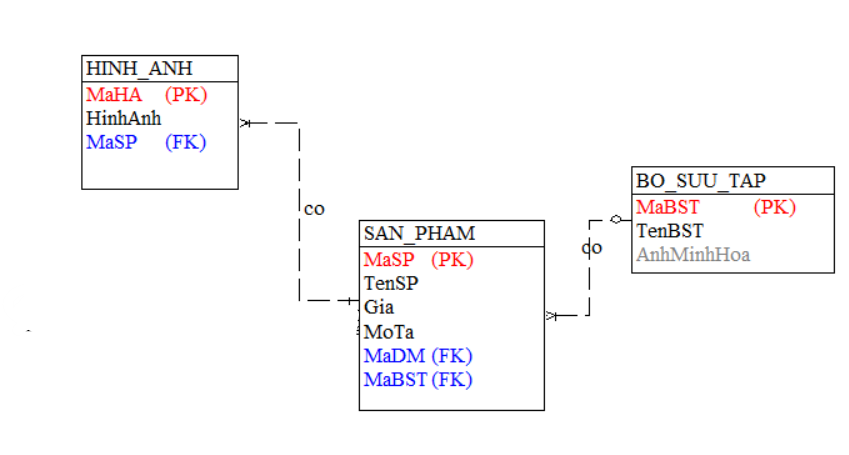 HINH_ANH
MaHA (PK)
HinhAnh
MaSP (FK)
co
SAN_PHAM
MaSP (PK)
TenSP
Gia
MoTa
MaDM (FK)
MaBST (FK)
co
BO_SUU_TAP
MaBST (PK)
TenBST
AnhMinhHoa